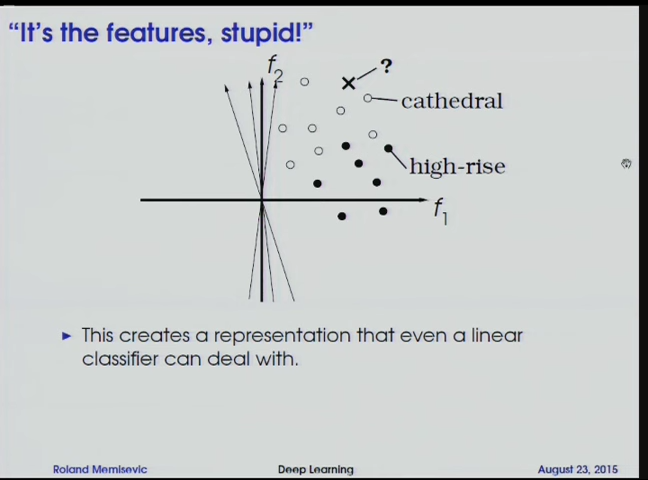 “It's the features, stupid!”
f2
?
cathedral
high-rise
f1
This creates a representation that even a linear
classifier can deal with.
Roland Memisevic
Deep Learning
August 23, 2015